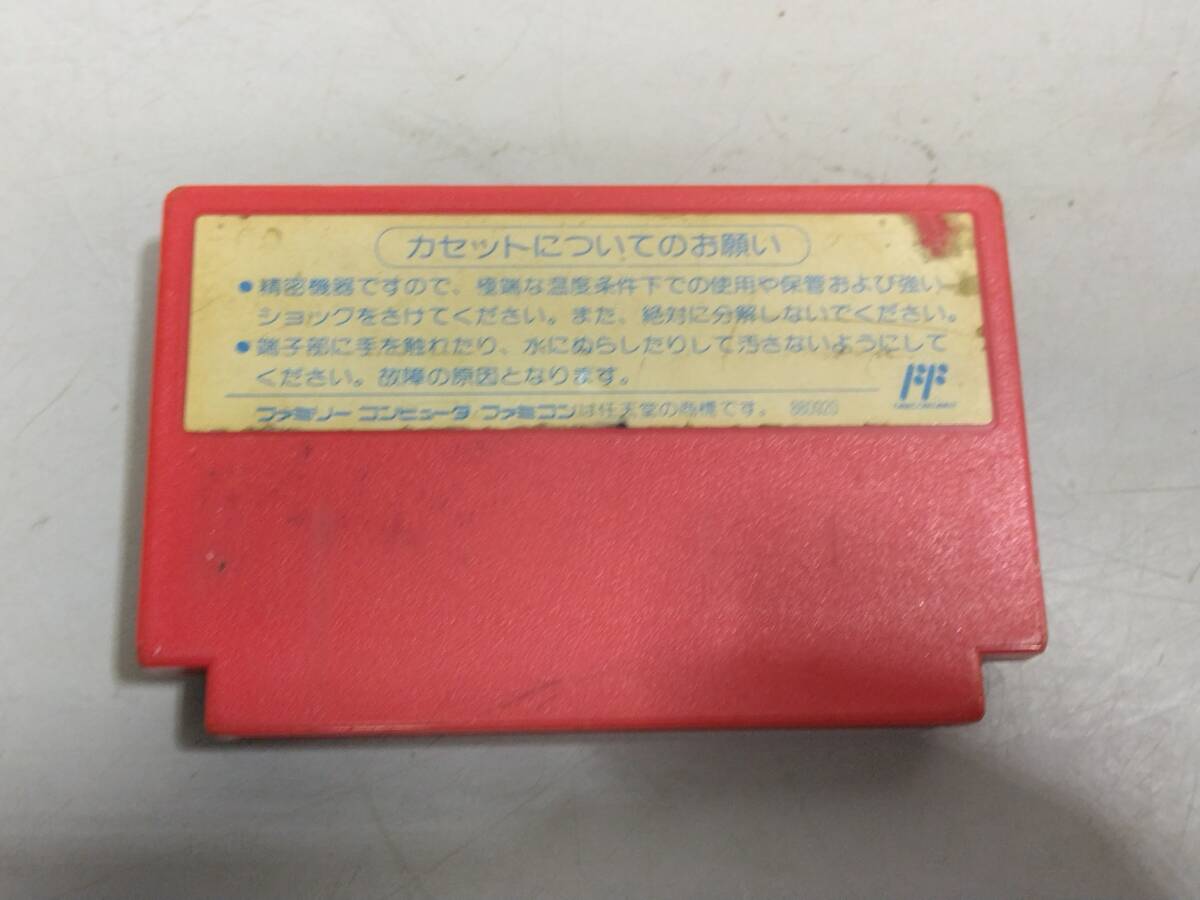 カセットについてのお願い
●精密機器ですので、極端な温度条件下での使用や保管および強い
ショックをさけてください。また、絶対に分解しないでください。
●端子部に手を触れたり、水にぬらしたりして汚さないようにして
ください。故障の原因となります。
ファミリーコンピュータ・ファミコンは任天堂の商標です。